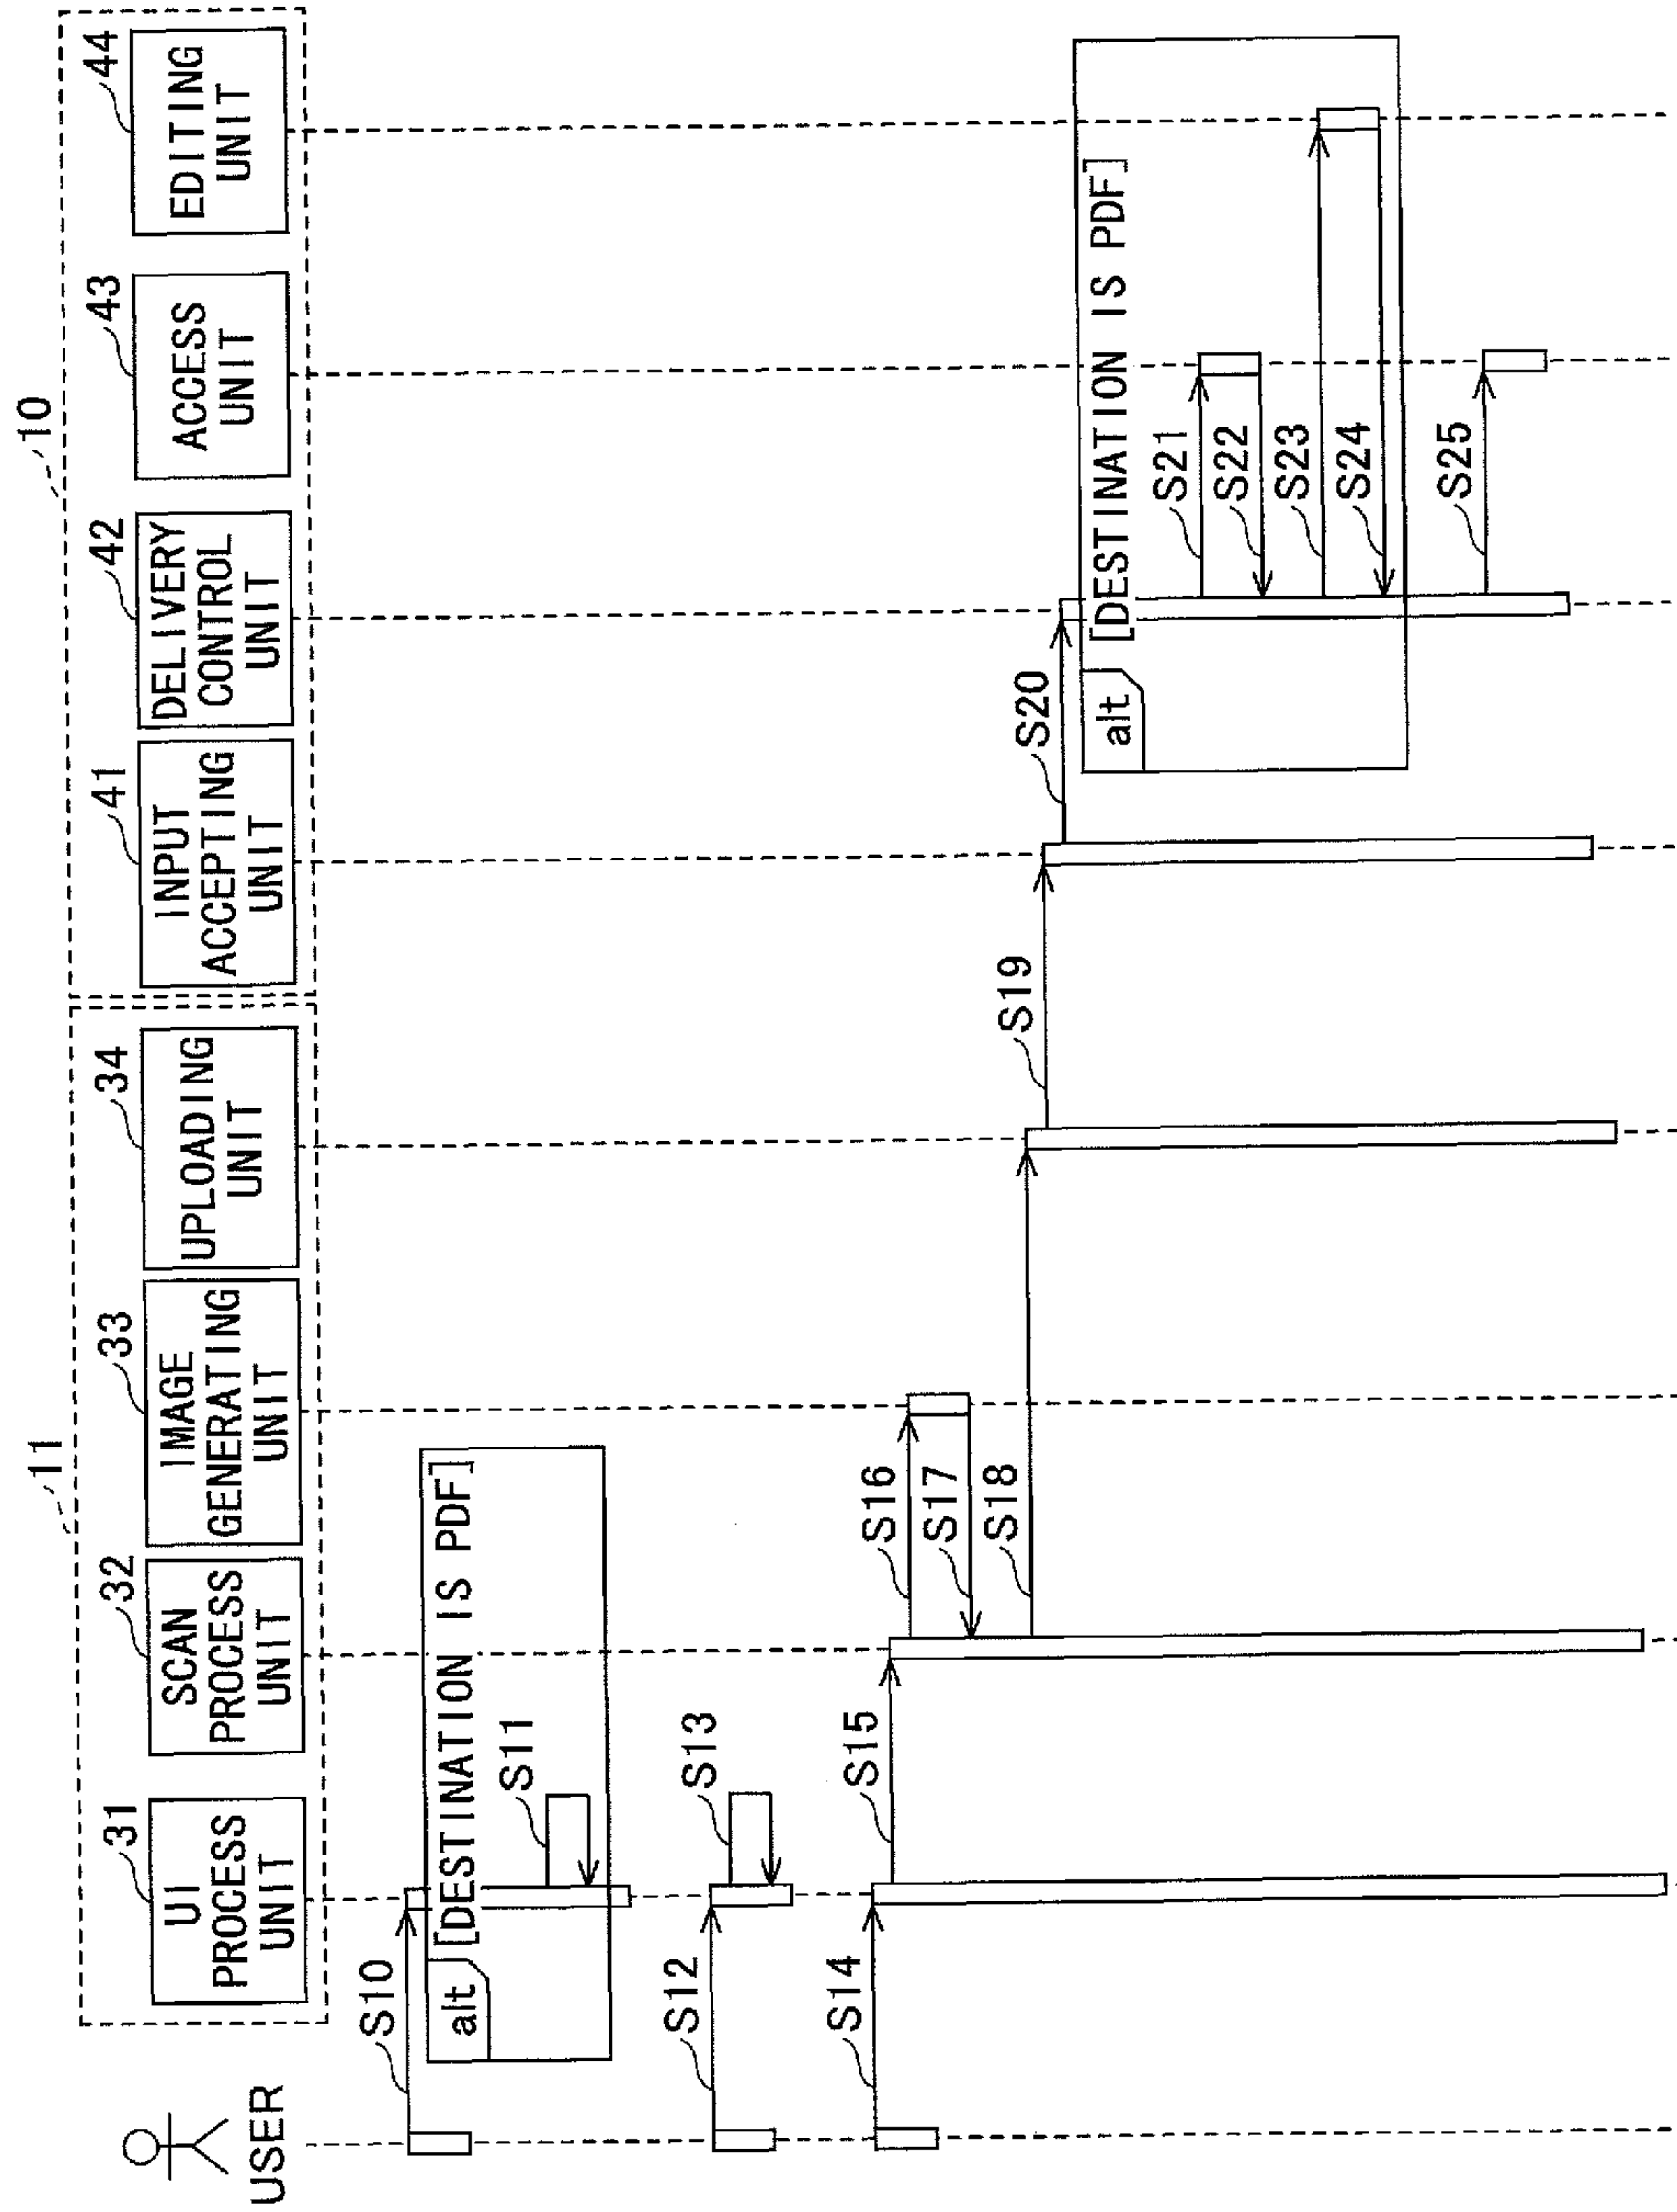 11
10
31
32
33
34
41
42
43
44
USER
UI
PROCESS
UNIT
SCAN
PROCESS
UNIT
IMAGE
GENERATING
UNIT
UPLOADING
UNIT
INPUT
ACCEPTING
UNIT
DELIVERY
CONTROL
UNIT
ACCESS
UNIT
EDITING
UNIT
S10
alt
[DESTINATION IS PDF]
S11
S12
S13
S14
S15
S16
S17
S18
S19
S20
alt
[DESTINATION IS PDF]
S21
S22
S23
S24
S25